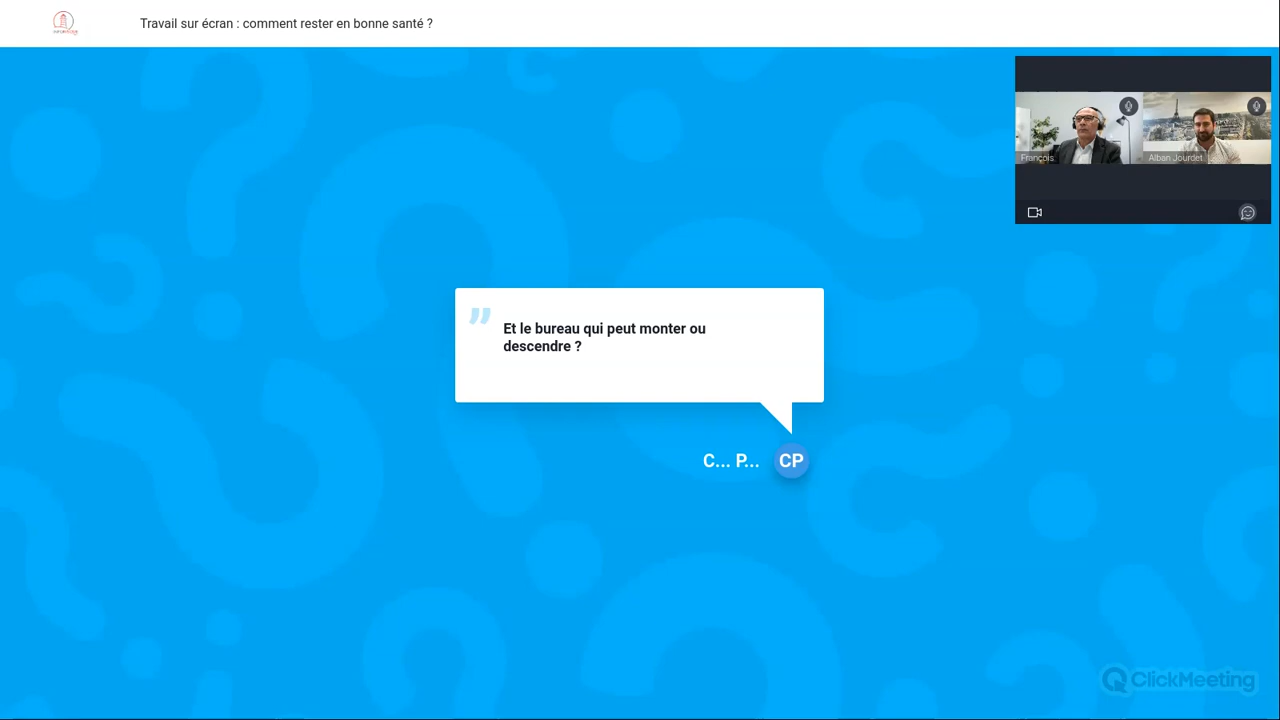 Travail sur écran : comment rester en bonne santé ?
François
Alban Jourdet
Et le bureau qui peut monter ou
descendre ?
C... P... CP
ClickMeeting